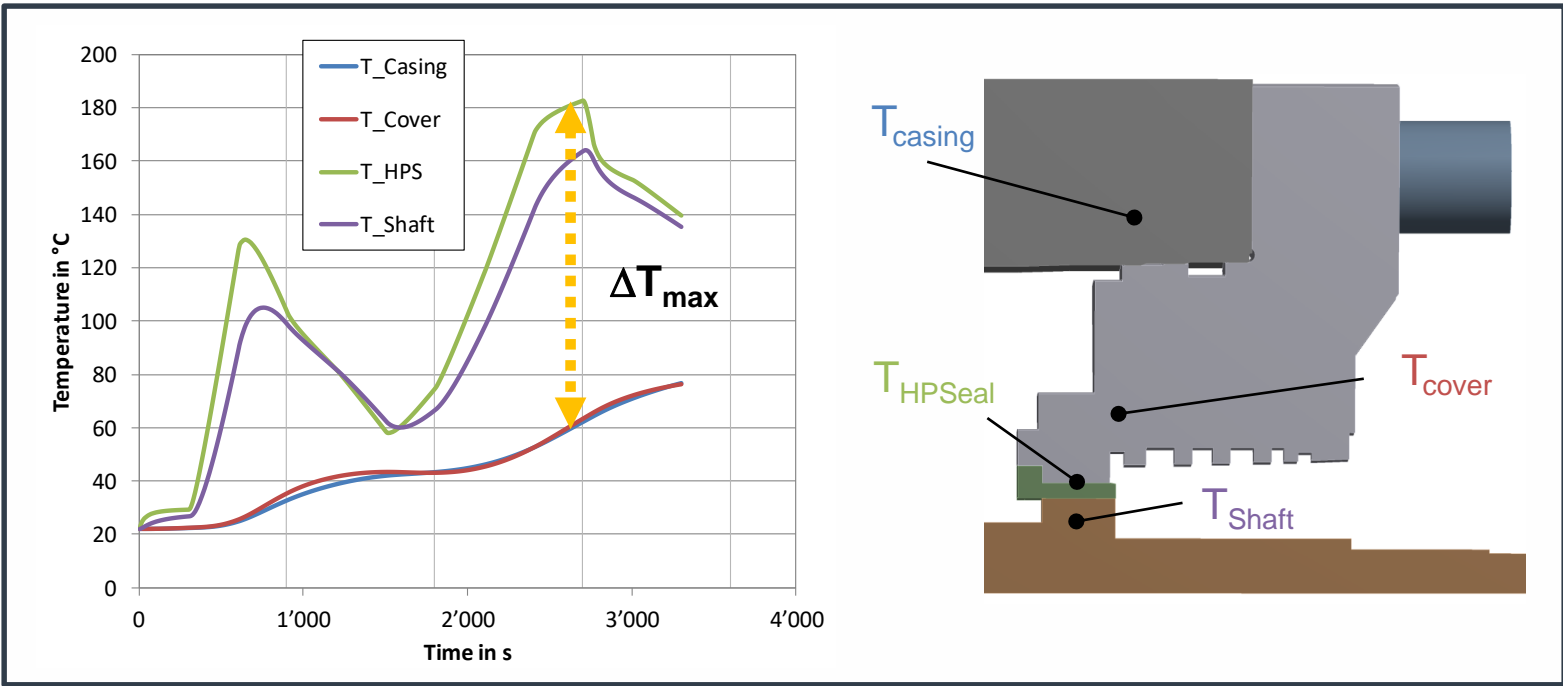 200
180
160
140
120
100
80
60
40
20
0
Temperature in °C
T_Casing
T_Cover
T_HPS
T_Shaft
ΔTmax
0
1’000
2’000
3’000
4’000
Time in s
Tcasing
THPSeal
Tcover
TShaft